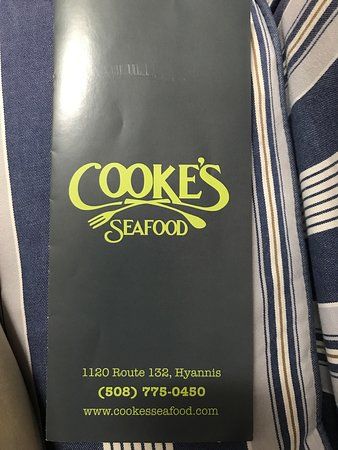 COOKE'S
SEAFOOD
1120 Route 132, Hyannis
(508) 775-0450
www.cookesseafood.com